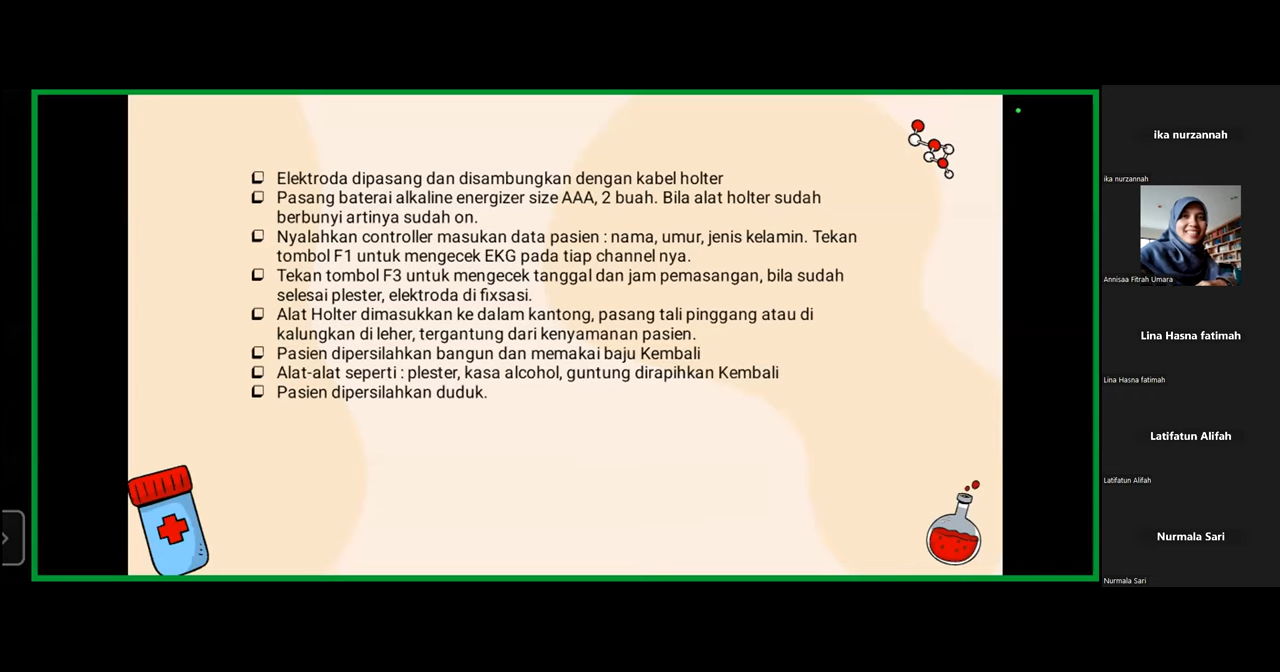 ❑ Elektroda dipasang dan disambungkan dengan kabel holter
❑ Pasang baterai alkaline energizer size AAA, 2 buah. Bila alat holter sudah
berbunyi artinya sudah on.
❑ Nyalahkan controller masukan data pasien : nama, umur, jenis kelamin. Tekan
tombol F1 untuk mengecek EKG pada tiap channel nya.
❑ Tekan tombol F3 untuk mengecek tanggal dan jam pemasangan, bila sudah
selesai plester, elektroda di fixsasi.
❑ Alat Holter dimasukkan ke dalam kantong, pasang tali pinggang atau di
kalungkan di leher, tergantung dari kenyamanan pasien.
❑ Pasien dipersilahkan bangun dan memakai baju Kembali
❑ Alat-alat seperti : plester, kasa alcohol, guntung dirapihkan Kembali
❑ Pasien dipersilahkan duduk.
ika nurzannah
ika nurzannah
Annisaa Fitrah Umara
Lina Hasna fatimah
Lina Hasna fatimah
Latifatun Alifah
Latifatun Alifah
Nurmala Sari
Nurmala Sari